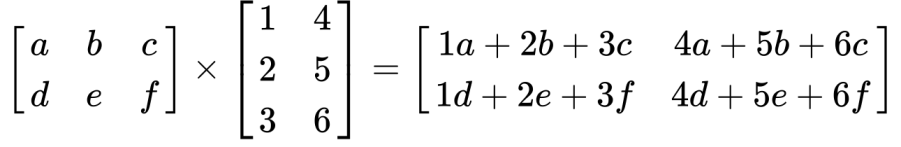 [a b c; d e f] × [1 4; 2 5; 3 6] = [1a + 2b + 3c 4a + 5b + 6c; 1d + 2e + 3f 4d + 5e + 6f]